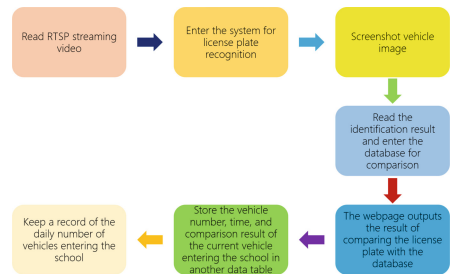 Read RTSP streaming
video
Enter the system for
license plate
recognition
Screenshot vehicle
image
Read the
identification result
and enter the
database for
comparison
The webpage outputs
the result of
comparing the license
plate with the
database
Store the vehicle
number, time, and
comparison result of
the current vehicle
entering the school in
another data table
Keep a record of the
daily number of
vehicles entering the
school